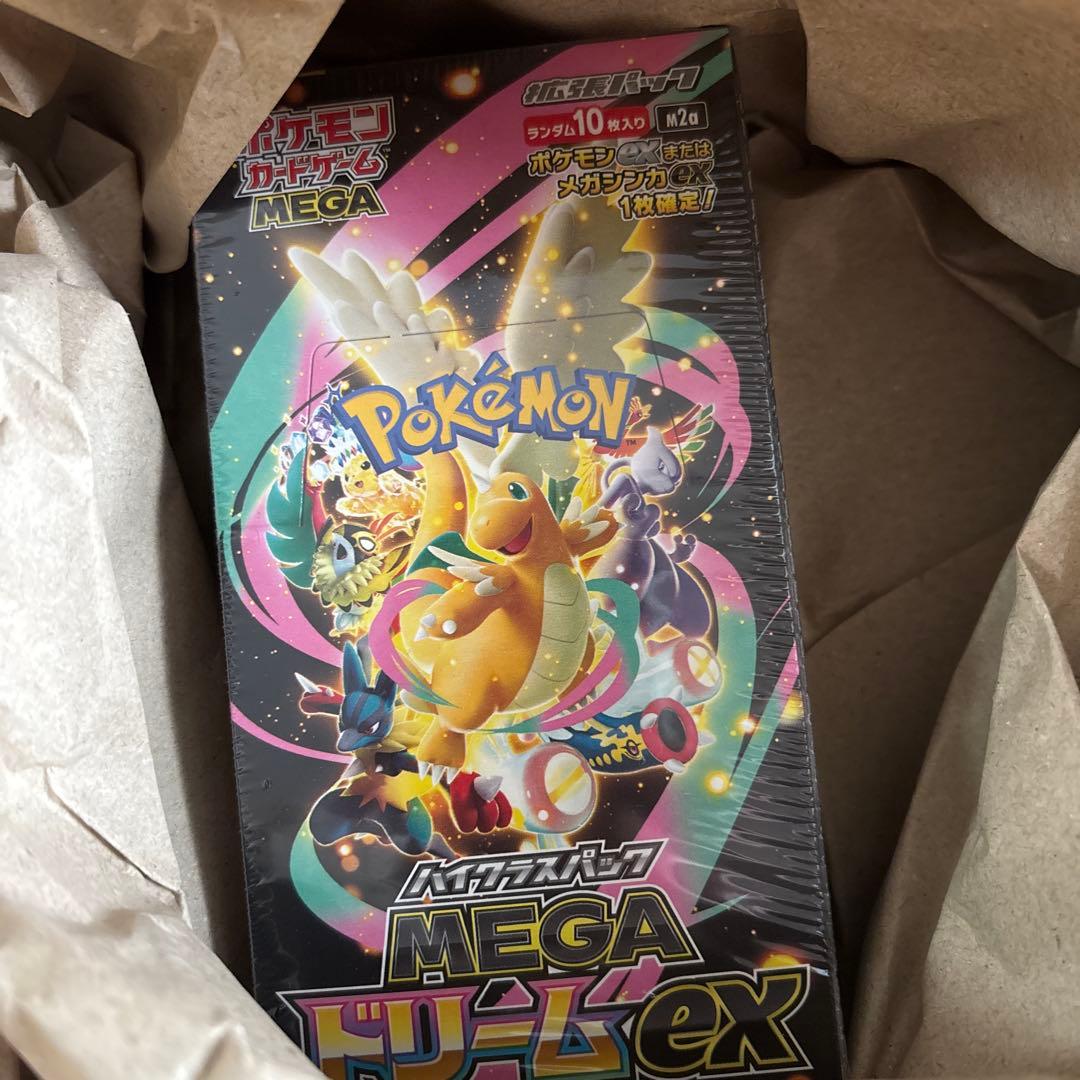 ポケモン
カードゲーム
MEGA
拡張パック
ランダム10枚入り M2a
ポケモンexまたは
メガシンカex
1枚確定!
POKÉMON
ハイクラスパック
MEGA
ドリームex